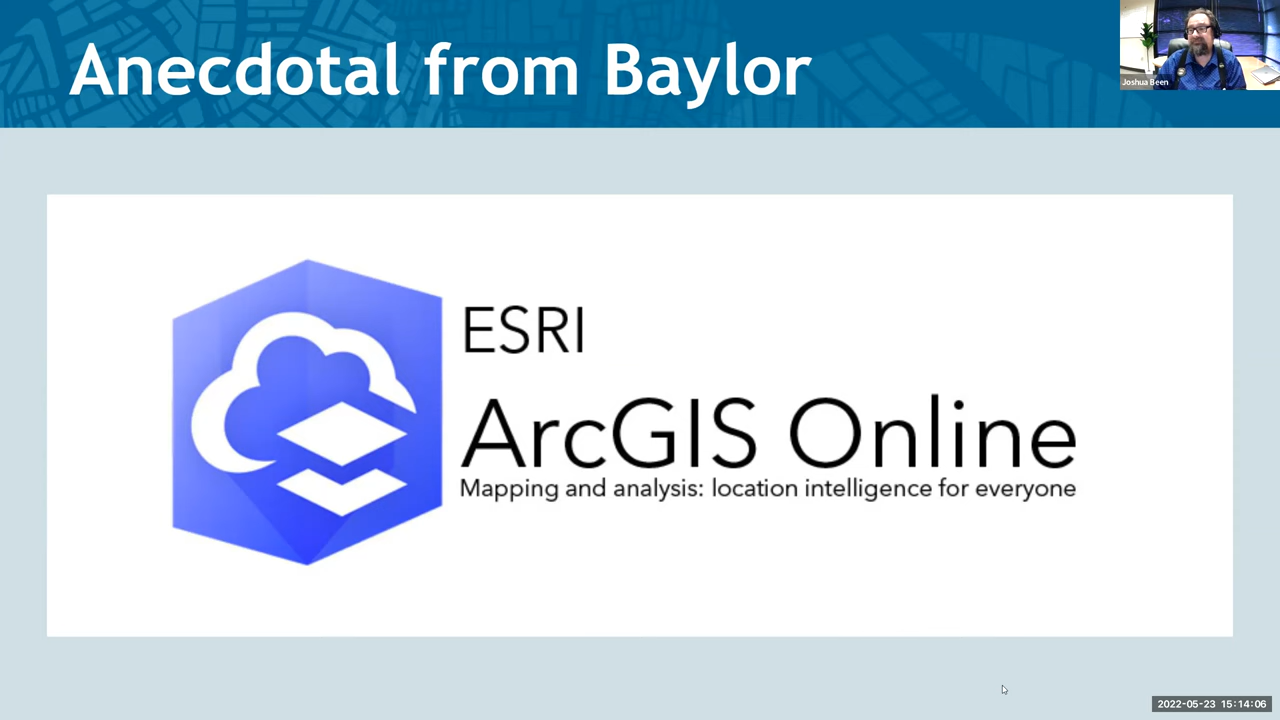 Anecdotal from Baylor
Joshua Been
ESRI
ArcGIS Online
Mapping and analysis: location intelligence for everyone
2022-05-23 15:14:06